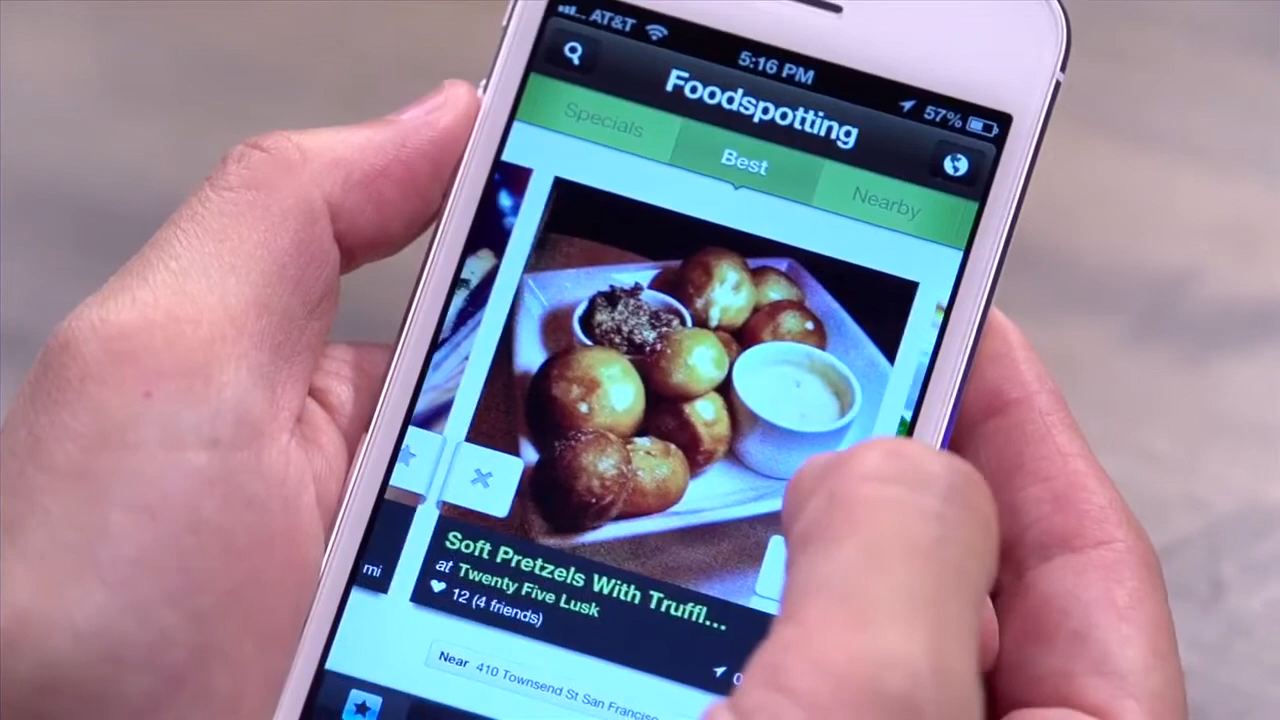 AT&T 5:16 PM 57%
Foodspotting
Specials Best Nearby
Soft Pretzels With Truffl...
at Twenty Five Lusk
12 (4 friends)
mi
0
Near 410 Townsend St San Francisc